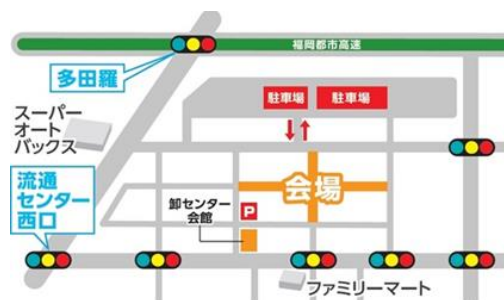 福岡都市高速
多田羅
駐車場
駐車場
スーパー
オート
バックス
流通
センター
西口
会場
卸センター
会館
P
ファミリーマート